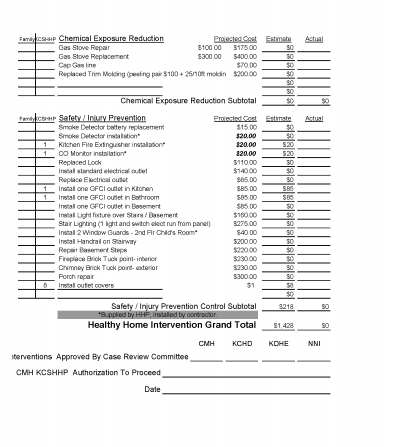 Family KCSHHP Chemical Exposure Reduction Projected Cost Estimate Actual
Gas Stove Repair $100.00 $175.00 $0
Gas Stove Replacement $300.00 $400.00 $0
Cap Gas line $70.00 $0
Replaced Trim Molding (peeling pair $100 + 25/10ft moldin $200.00 $0
$0
$0
Chemical Exposure Reduction Subtotal $0 $0
Family KCSHHP Safety / Injury Prevention Projected Cost Estimate Actual
Smoke Detector battery replacement $15.00 $0
Smoke Detector installation* $20.00 $0
1 Kitchen Fire Extinguisher installation* $20.00 $20
1 CO Monitor installation* $20.00 $20
Replaced Lock $110.00 $0
Install standard electrical outlet $140.00 $0
Replace Electrical outlet $85.00 $0
1 Install one GFCI outlet in Kitchen $85.00 $85
1 Install one GFCI outlet in Bathroom $85.00 $85
Install one GFCI outlet in Basement $85.00 $0
Install Light fixture over Stairs / Basement $160.00 $0
Stair Lighting (1 light and switch elect run from panel) $275.00 $0
Install 2 Window Guards - 2nd Flr Child's Room* $40.00 $0
Install Handrail on Stairway $200.00 $0
Repair Basement Steps $220.00 $0
Fireplace Brick Tuck point- interior $230.00 $0
Chimney Brick Tuck point- exterior $230.00 $0
Porch repair $300.00 $0
8 Install outlet covers $1 $8
$0
Safety / Injury Prevention Control Subtotal $218 $0
*Supplied by HHP, installed by contractor
Healthy Home Intervention Grand Total $1,428 $0
CMH KCHD KDHE NNI
terventions Approved By Case Review Committee
CMH KCSHHP Authorization To Proceed
Date